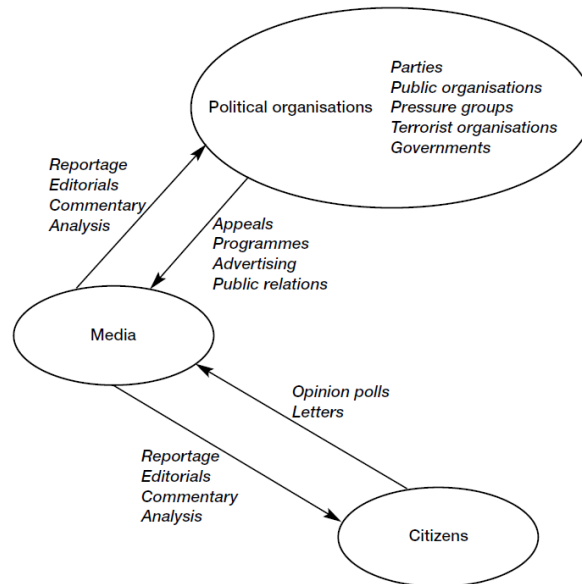 Political organisations
Parties
Public organisations
Pressure groups
Terrorist organisations
Governments
Reportage
Editorials
Commentary
Analysis
Appeals
Programmes
Advertising
Public relations
Media
Opinion polls
Letters
Reportage
Editorials
Commentary
Analysis
Citizens